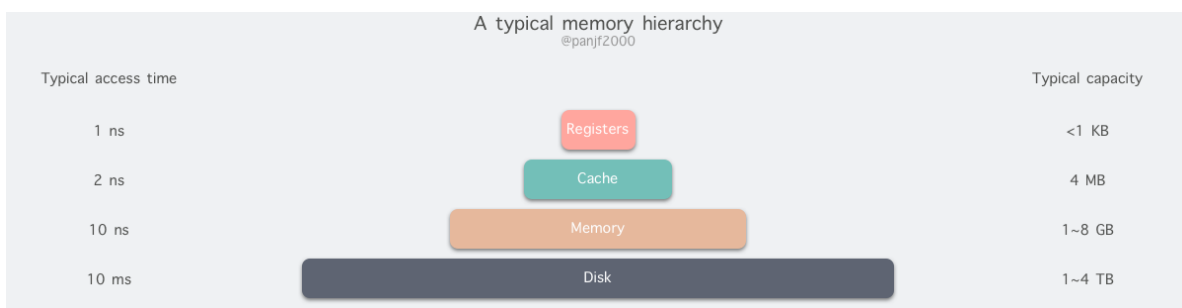 A typical memory hierarchy
@panjf2000
Typical access time Typical capacity
1 ns Registers <1 KB
2 ns Cache 4 MB
10 ns Memory 1~8 GB
10 ms Disk 1~4 TB